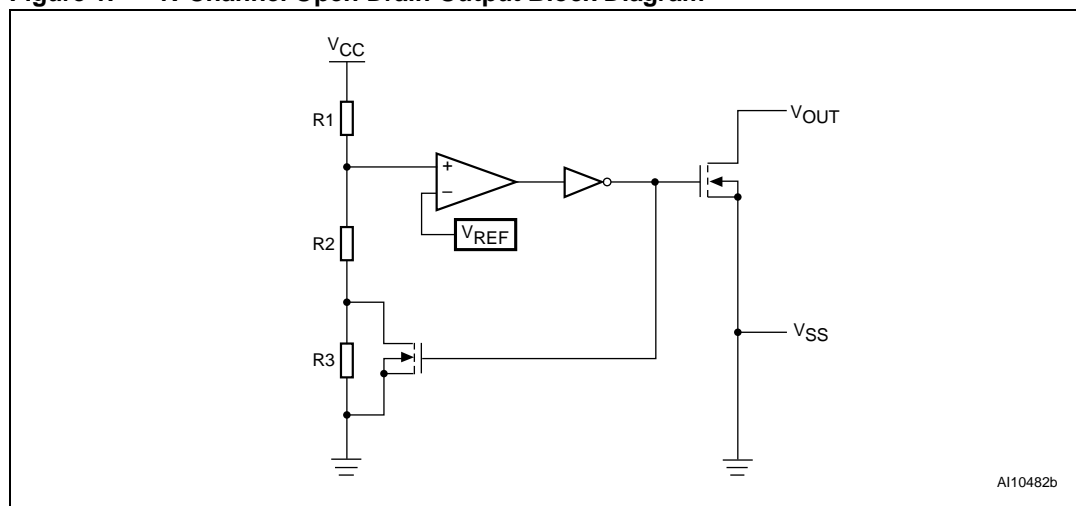 VCC
R1
VOUT
+
−
VREF
R2
R3
VSS
AI10482b